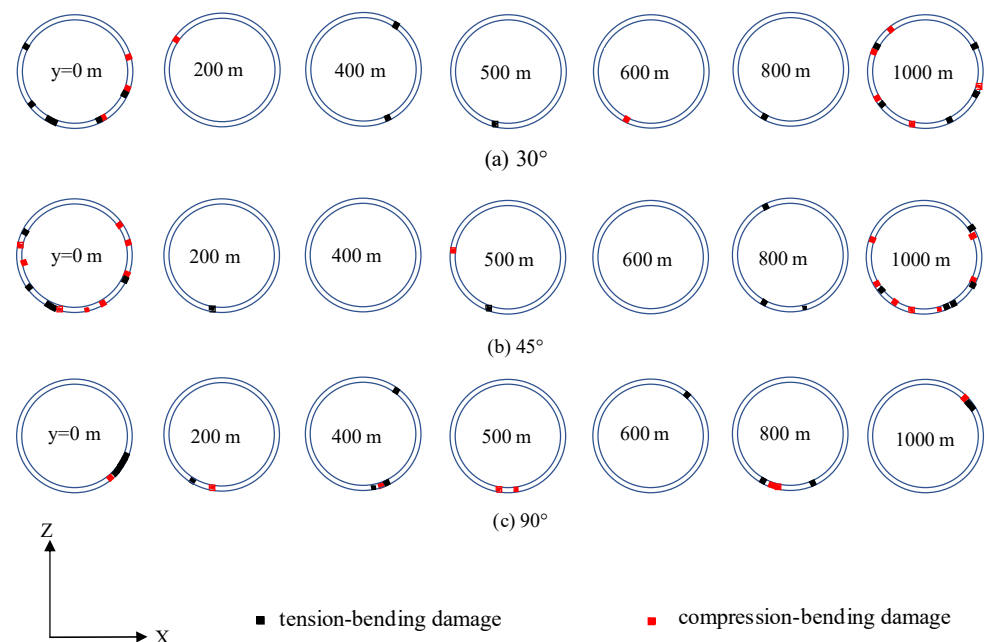 y=0 m 200 m 400 m 500 m 600 m 800 m 1000 m
(a) 30°
y=0 m 200 m 400 m 500 m 600 m 800 m 1000 m
(b) 45°
y=0 m 200 m 400 m 500 m 600 m 800 m 1000 m
(c) 90°
Z
X
tension-bending damage compression-bending damage